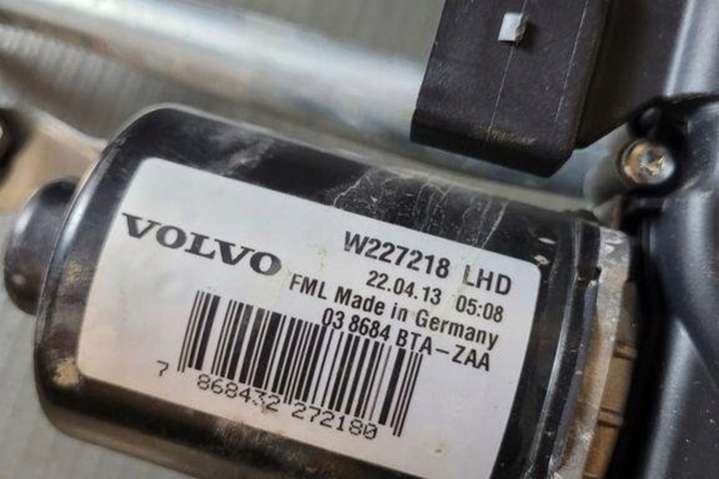 VOLVO
W227218 LHD
22.04.13 05:08
FML Made in Germany
03 8684 BTA-ZAA
7 868432 272180